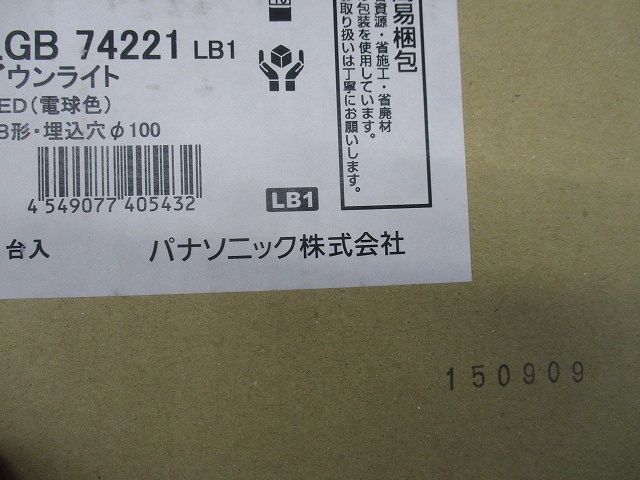 LGB 74221 LB1
ダウンライト
ED(電球色)
B形・埋込穴φ100
4 549077 405432
LB1
台入
パナソニック株式会社
易梱包
資源・省施工・省廃材
包装を使用しています。
取り扱いは丁寧にお願いします。
150909